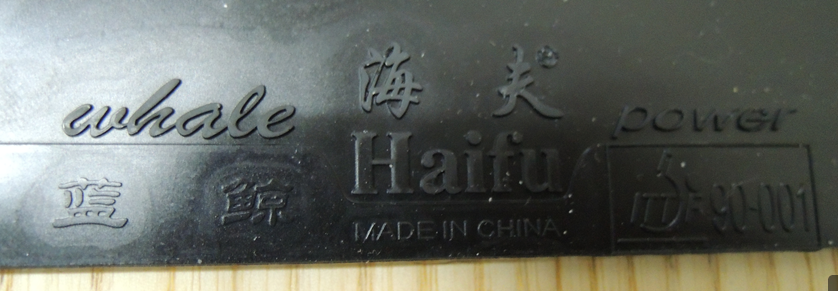 海夫®
whale Haifu power
蓝鲸 MADE IN CHINA ITTF 90-001